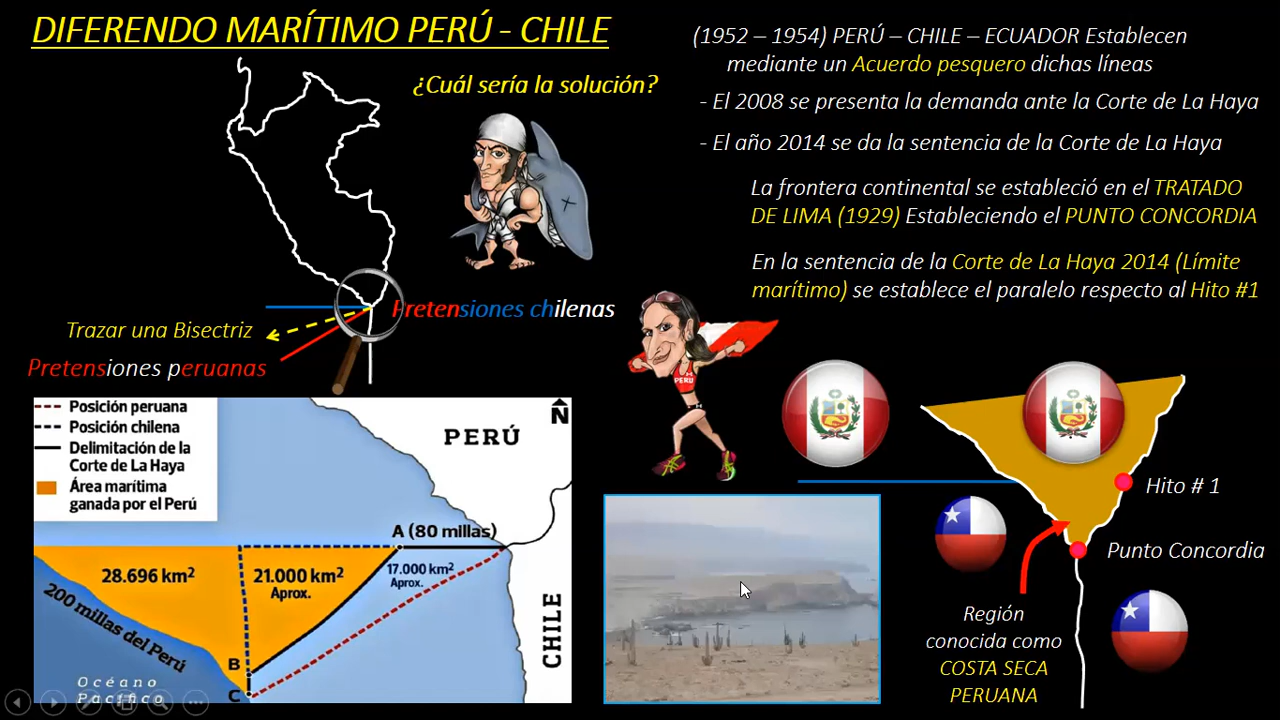 DIFERENDO MARÍTIMO PERÚ - CHILE
¿Cuál sería la solución?
Pretensiones chilenas
Trazar una Bisectriz
Pretensiones peruanas
(1952 – 1954) PERÚ – CHILE – ECUADOR Establecen
mediante un Acuerdo pesquero dichas líneas
- El 2008 se presenta la demanda ante la Corte de La Haya
- El año 2014 se da la sentencia de la Corte de La Haya
La frontera continental se estableció en el TRATADO
DE LIMA (1929) Estableciendo el PUNTO CONCORDIA
En la sentencia de la Corte de La Haya 2014 (Límite
marítimo) se establece el paralelo respecto al Hito #1
PERÚ
Posición peruana
Posición chilena
Delimitación de la
Corte de La Haya
Área marítima
ganada por el Perú
N
PERÚ
A (80 millas)
28.696 km²
21.000 km²
Aprox.
17.000 km²
Aprox.
200 millas del Perú
B
C
Océano
Pacífico
CHILE
Hito # 1
Punto Concordia
Región
conocida como
COSTA SECA
PERUANA